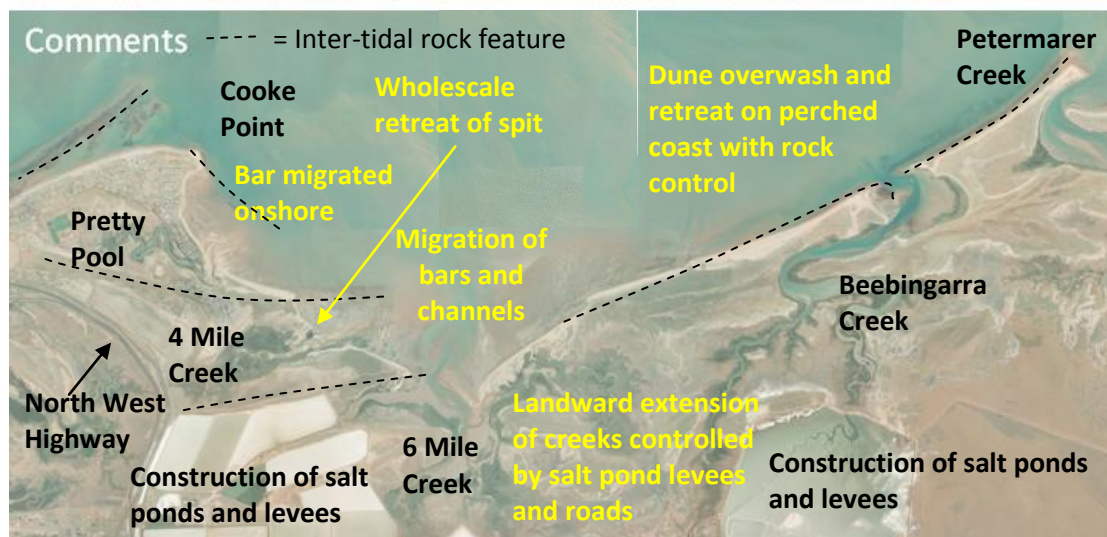 Comments
= Inter-tidal rock feature
Petermarer
Creek
Cooke
Point
Wholescale
retreat of spit
Dune overwash and
retreat on perched
coast with rock
control
Bar migrated
onshore
Pretty
Pool
Migration of
bars and
channels
Beebingarra
Creek
4 Mile
Creek
North West
Highway
6 Mile
Creek
Landward extension
of creeks controlled
by salt pond levees
and roads
Construction of salt
ponds and levees
Construction of salt ponds
and levees